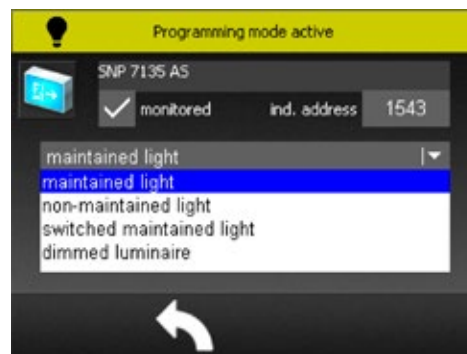 Programming mode active
SNP 7135 AS
monitored ind. address 1543
maintained light
maintained light
non-maintained light
switched maintained light
dimmed luminaire